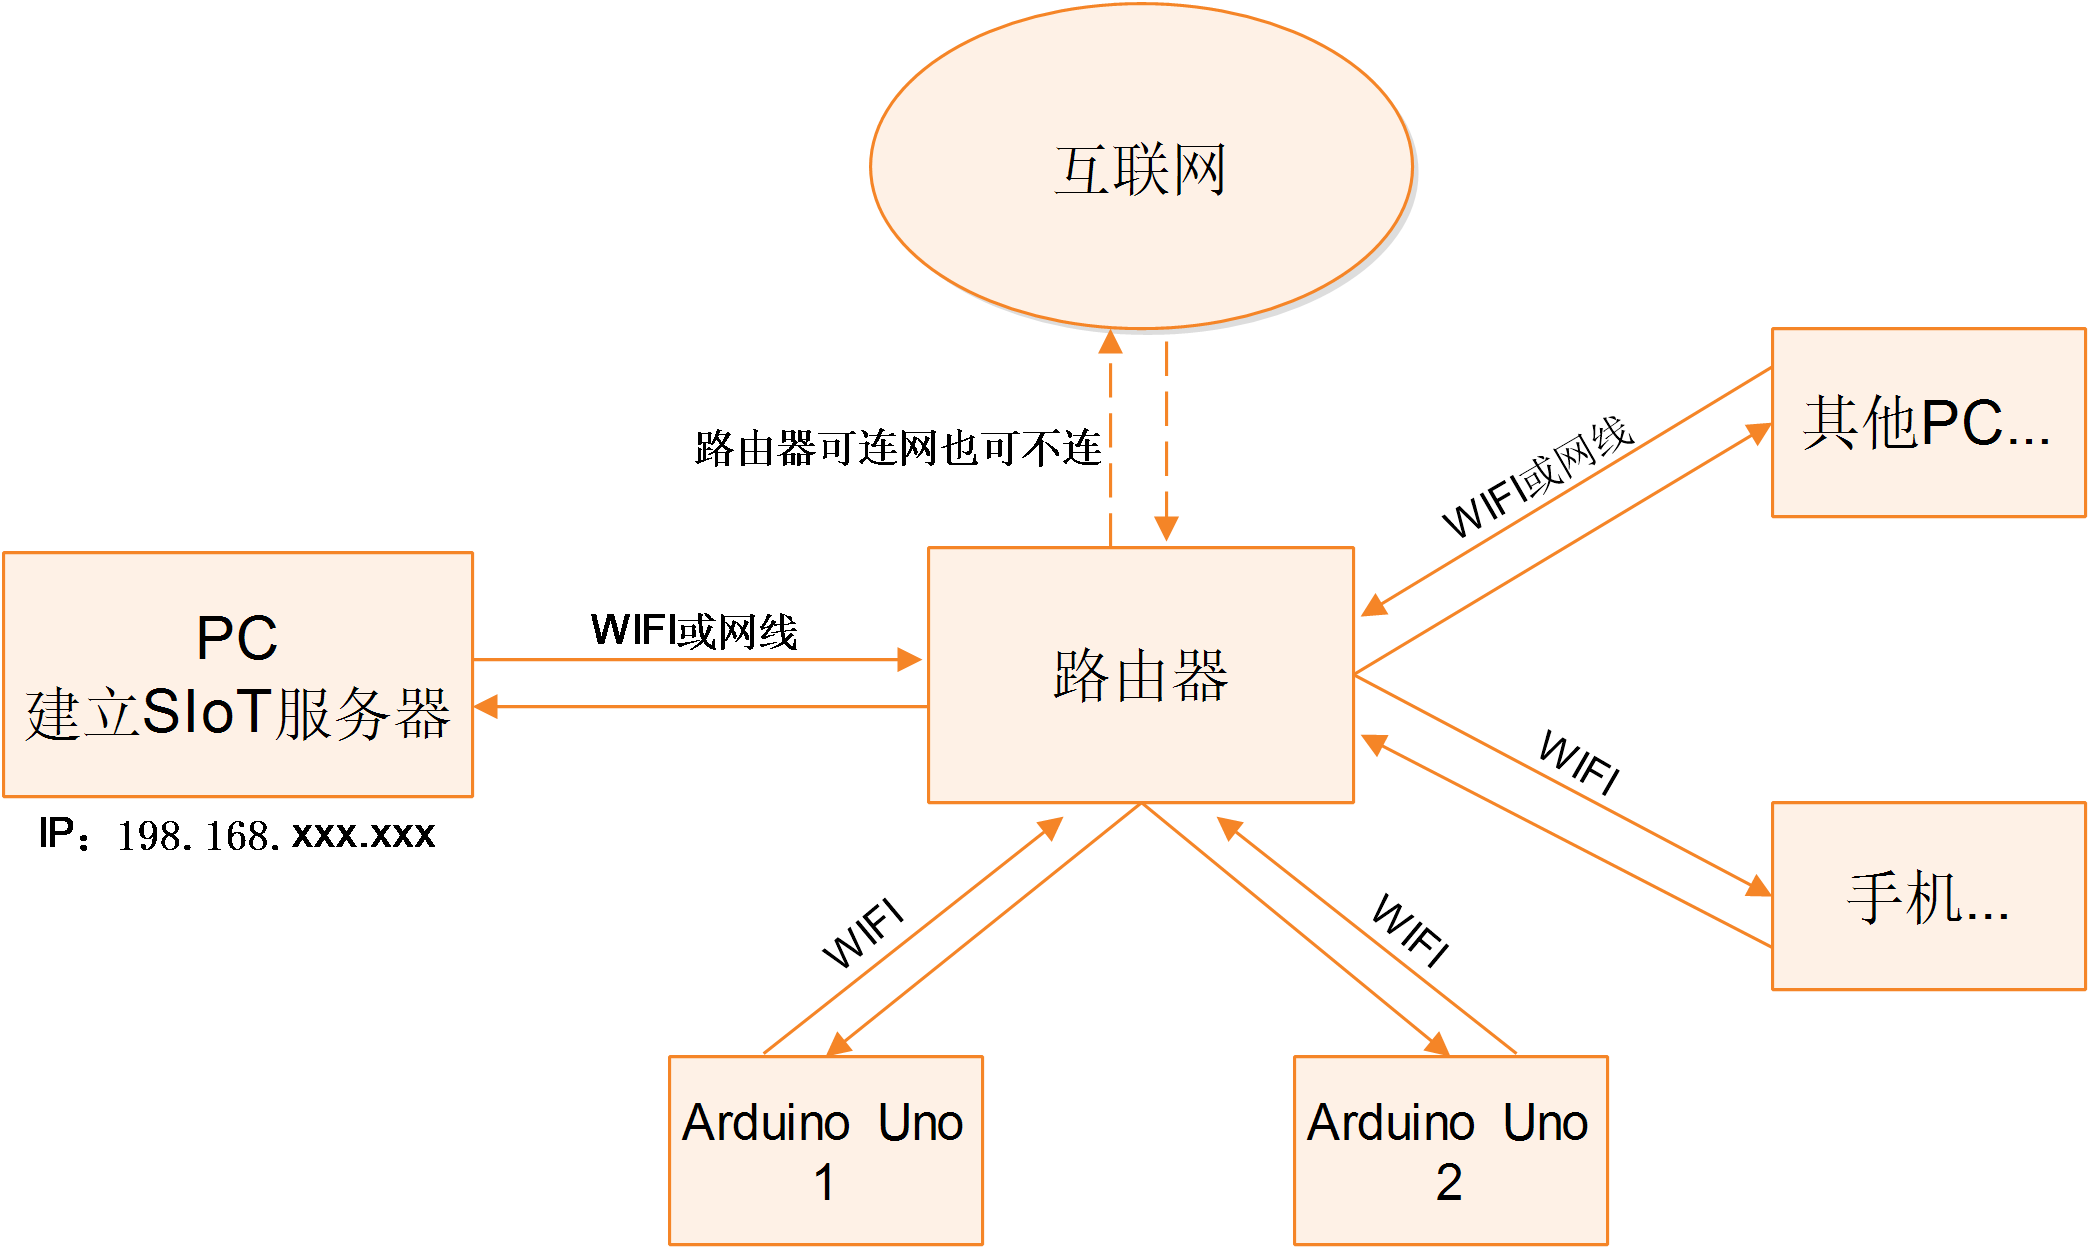 互联网
路由器可连网也可不连
WIFI或网线
其他PC...
PC
建立SIoT服务器
WIFI或网线
路由器
IP：198.168.xxx.xxx
WIFI
手机...
WIFI
WIFI
Arduino Uno
1
Arduino Uno
2